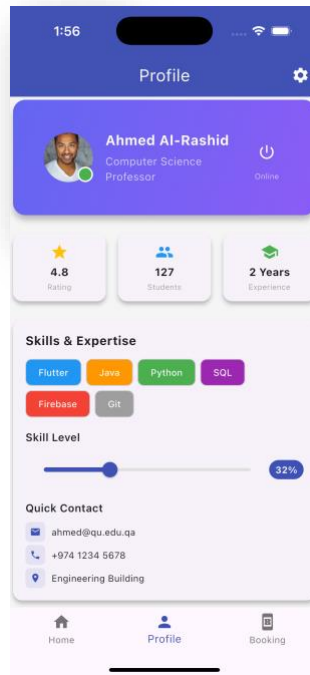 1:56
Profile
Ahmed Al-Rashid
Computer Science
Professor
Online
4.8
Rating
127
Students
2 Years
Experience
Skills & Expertise
Flutter Java Python SQL
Firebase Git
Skill Level
32%
Quick Contact
ahmed@qu.edu.qa
+974 1234 5678
Engineering Building
Home Profile Booking